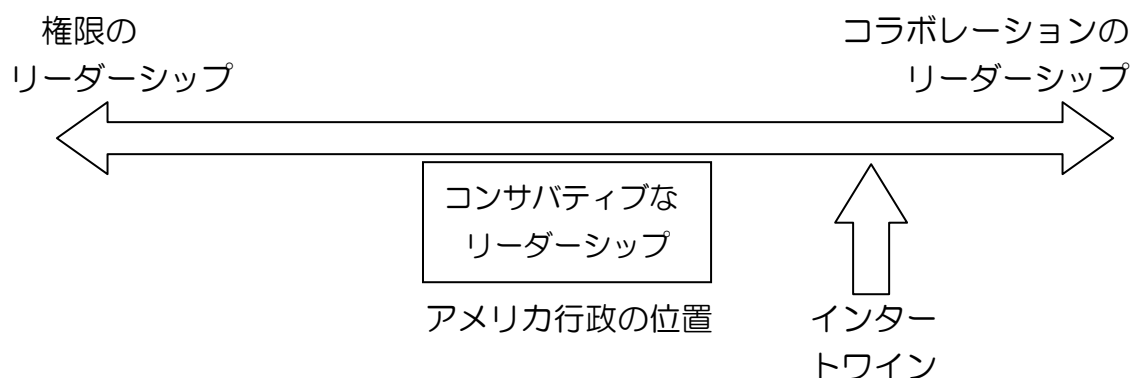 権限の
リーダーシップ
コラボレーションの
リーダーシップ
コンサバティブな
リーダーシップ
アメリカ行政の位置
インター
トワイン